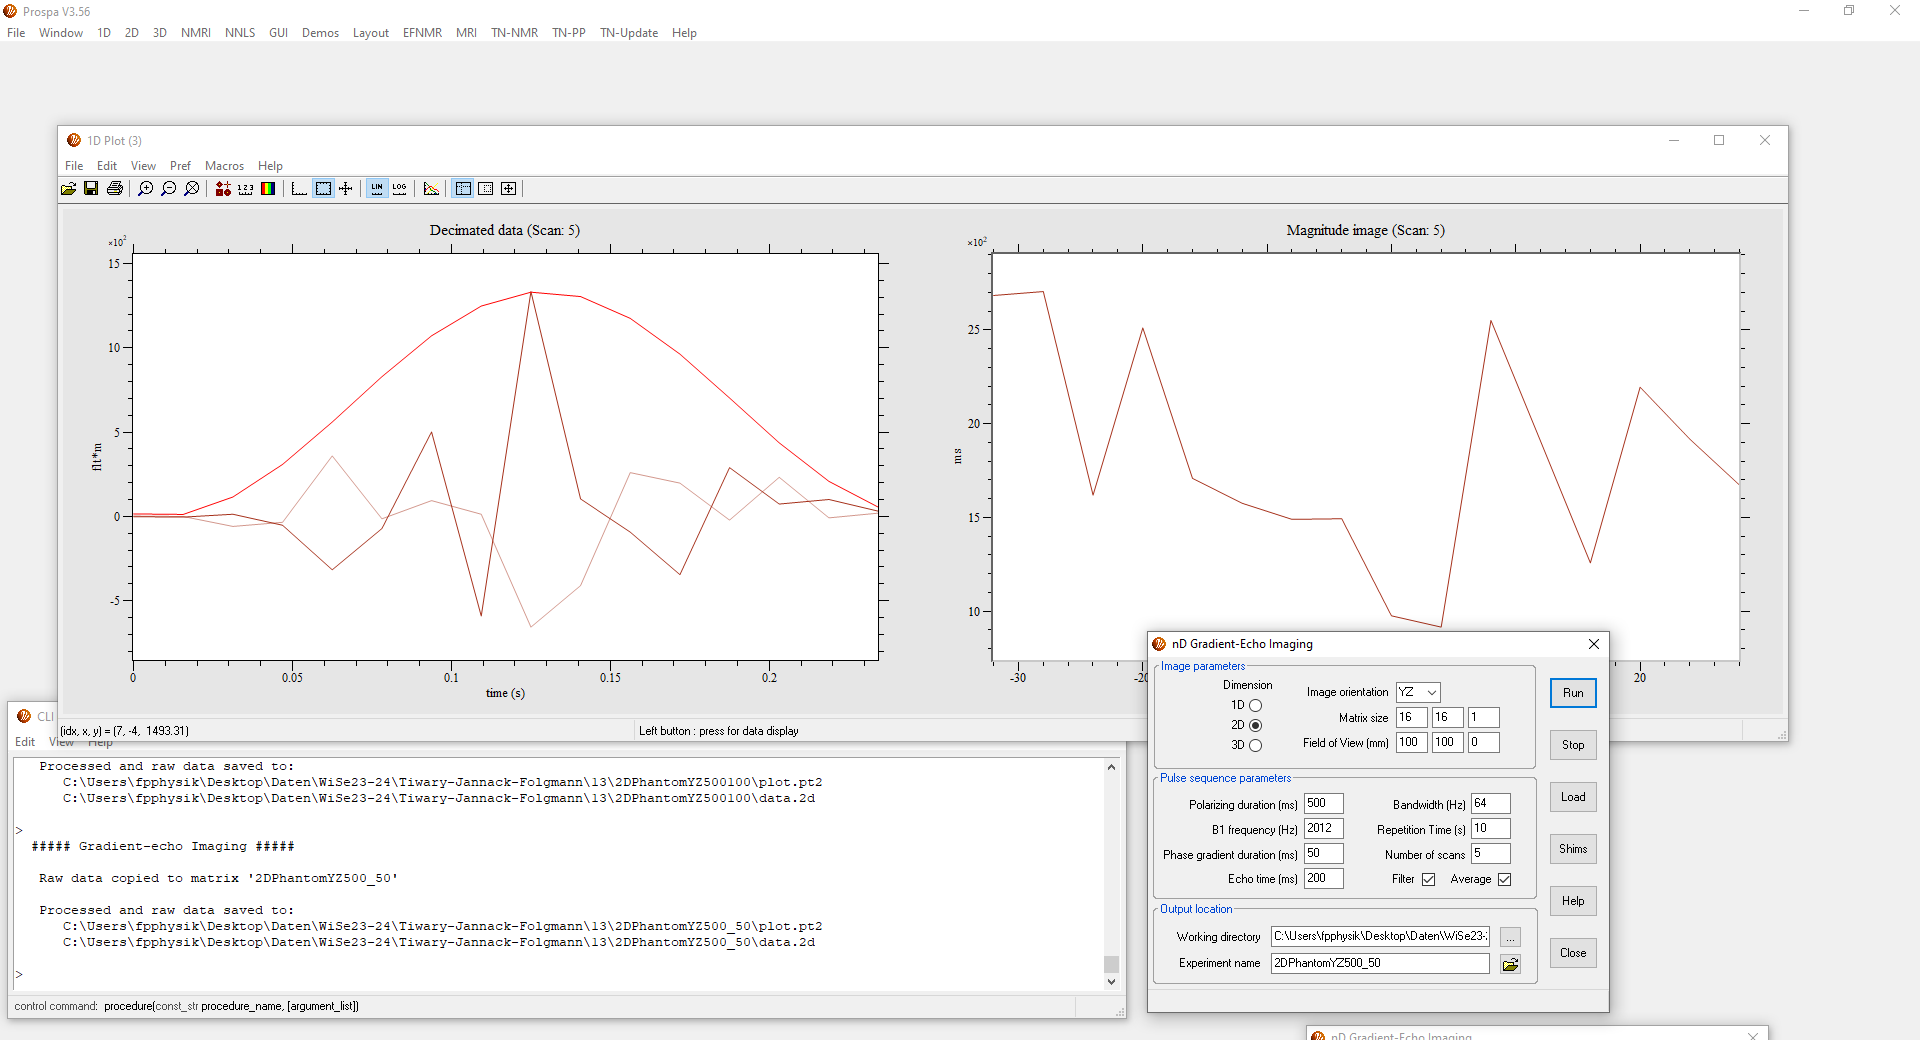 Prospa V3.56
File Window 1D 2D 3D NMRI NNLS GUI Demos Layout EFNMR MRI TN-NMR TN-PP TN-Update Help
1D Plot (3)
File Edit View Pref Macros Help
1 2 3
LIN
LOG
Decimated data (Scan: 5)
×10²
15
10
5
0
-5
flt*m
0 0.05 0.1 0.15 0.2
time (s)
Magnitude image (Scan: 5)
×10²
25
20
15
10
ms
-30
20
(idx, x, y) = (7, -4, 1493.31)
Left button : press for data display
CLI
Edit View Help
Processed and raw data saved to:
C:\Users\fpphysik\Desktop\Daten\WiSe23-24\Tiwary-Jannack-Folgmann\13\2DPhantomYZ500100\plot.pt2
C:\Users\fpphysik\Desktop\Daten\WiSe23-24\Tiwary-Jannack-Folgmann\13\2DPhantomYZ500100\data.2d
>
##### Gradient-echo Imaging #####
Raw data copied to matrix '2DPhantomYZ500_50'
Processed and raw data saved to:
C:\Users\fpphysik\Desktop\Daten\WiSe23-24\Tiwary-Jannack-Folgmann\13\2DPhantomYZ500_50\plot.pt2
C:\Users\fpphysik\Desktop\Daten\WiSe23-24\Tiwary-Jannack-Folgmann\13\2DPhantomYZ500_50\data.2d
>
control command: procedure(const_str procedure_name, [argument_list])
nD Gradient-Echo Imaging
Image parameters
Dimension
1D
2D
3D
Image orientation YZ
Matrix size 16 16 1
Field of View (mm) 100 100 0
Pulse sequence parameters
Polarizing duration (ms) 500
B1 frequency (Hz) 2012
Phase gradient duration (ms) 50
Echo time (ms) 200
Bandwidth (Hz) 64
Repetition Time (s) 10
Number of scans 5
Filter Average
Output location
Working directory C:\Users\fpphysik\Desktop\Daten\WiSe23-
...
Experiment name 2DPhantomYZ500_50
Run
Stop
Load
Shims
Help
Close
nD Gradient-Echo Imaging